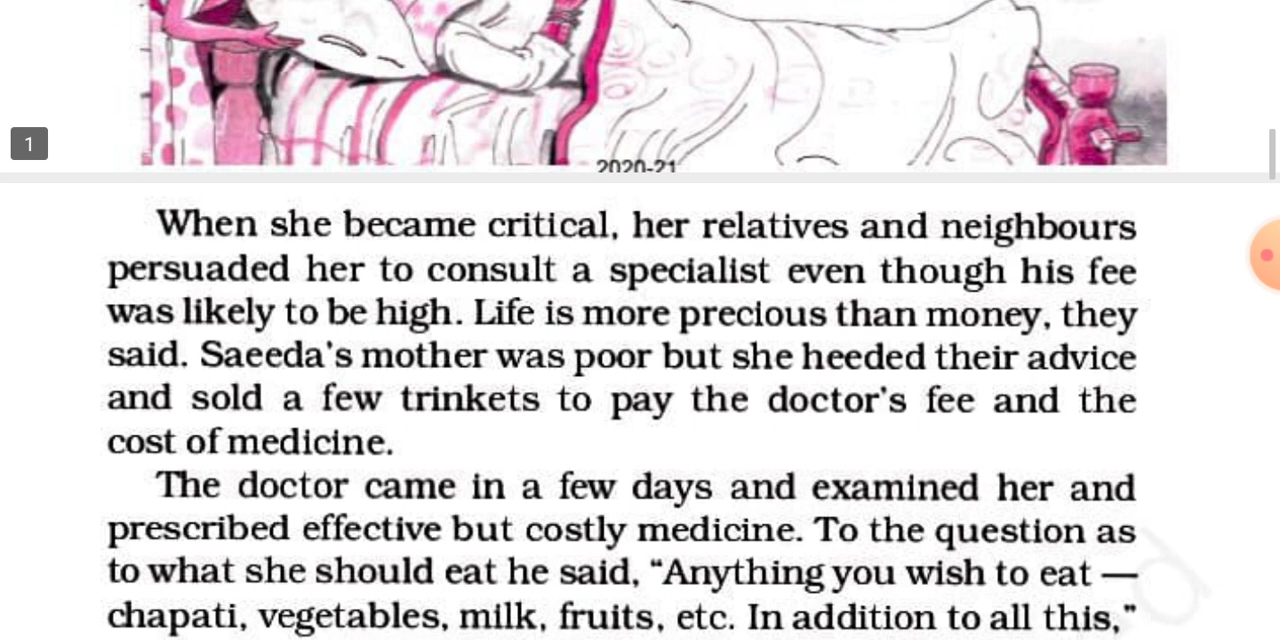 1
2020-21
When she became critical, her relatives and neighbours
persuaded her to consult a specialist even though his fee
was likely to be high. Life is more precious than money, they
said. Saeeda's mother was poor but she heeded their advice
and sold a few trinkets to pay the doctor's fee and the
cost of medicine.
The doctor came in a few days and examined her and
prescribed effective but costly medicine. To the question as
to what she should eat he said, “Anything you wish to eat —
chapati, vegetables, milk, fruits, etc. In addition to all this,”